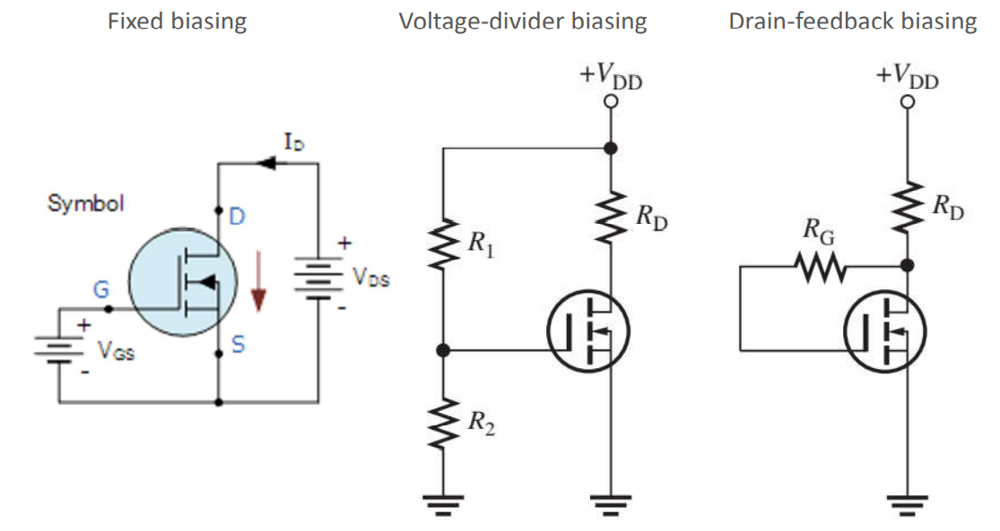 Fixed biasing
Voltage-divider biasing
Drain-feedback biasing
Symbol
ID
D
G
S
+
VGS
-
+
VDS
-
+VDD
R1
RD
R2
+VDD
RD
RG